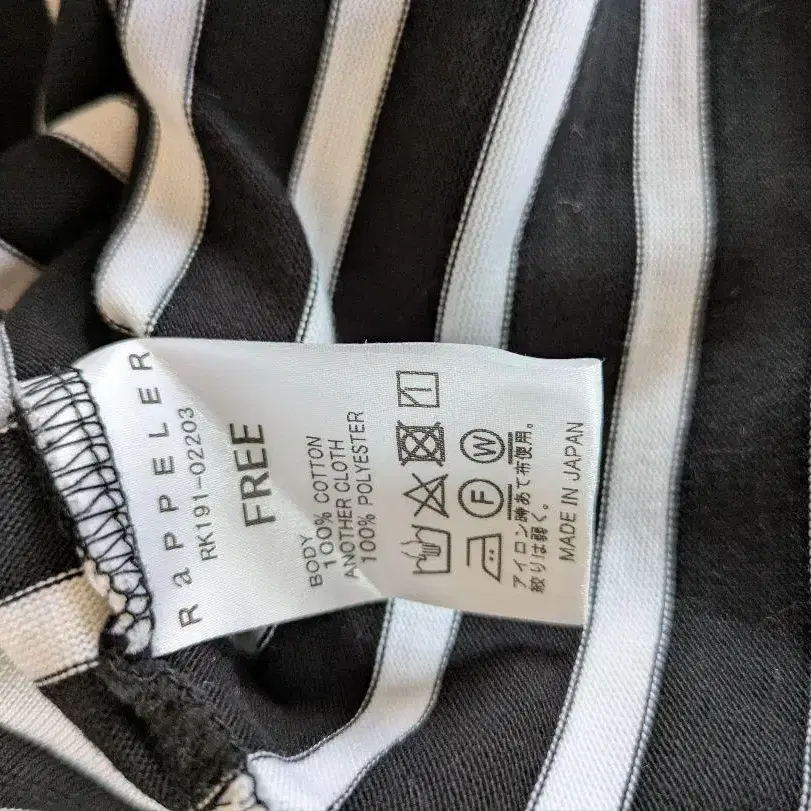 RaPPELER
RK191-02203
FREE
BODY
100% COTTON
ANOTHER CLOTH
100% POLYESTER
F W
アイロン時あて布使用。
絞りは弱く。
MADE IN JAPAN